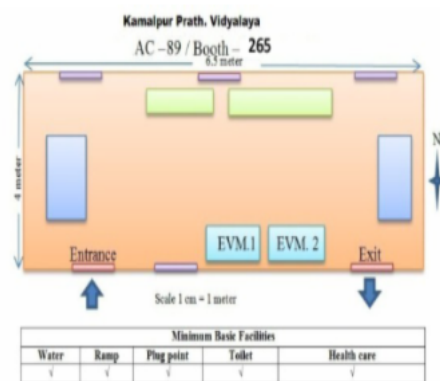 Kamalpur Prath. Vidyalaya
AC –89 / Booth – 265
6.5 meter
4 meter
N
EVM.1
EVM. 2
Entrance
Exit
Scale 1 cm = 1 meter
Minimum Basic Facilities
Water Ramp Plug point Toilet Health care
√ √ √ √ √